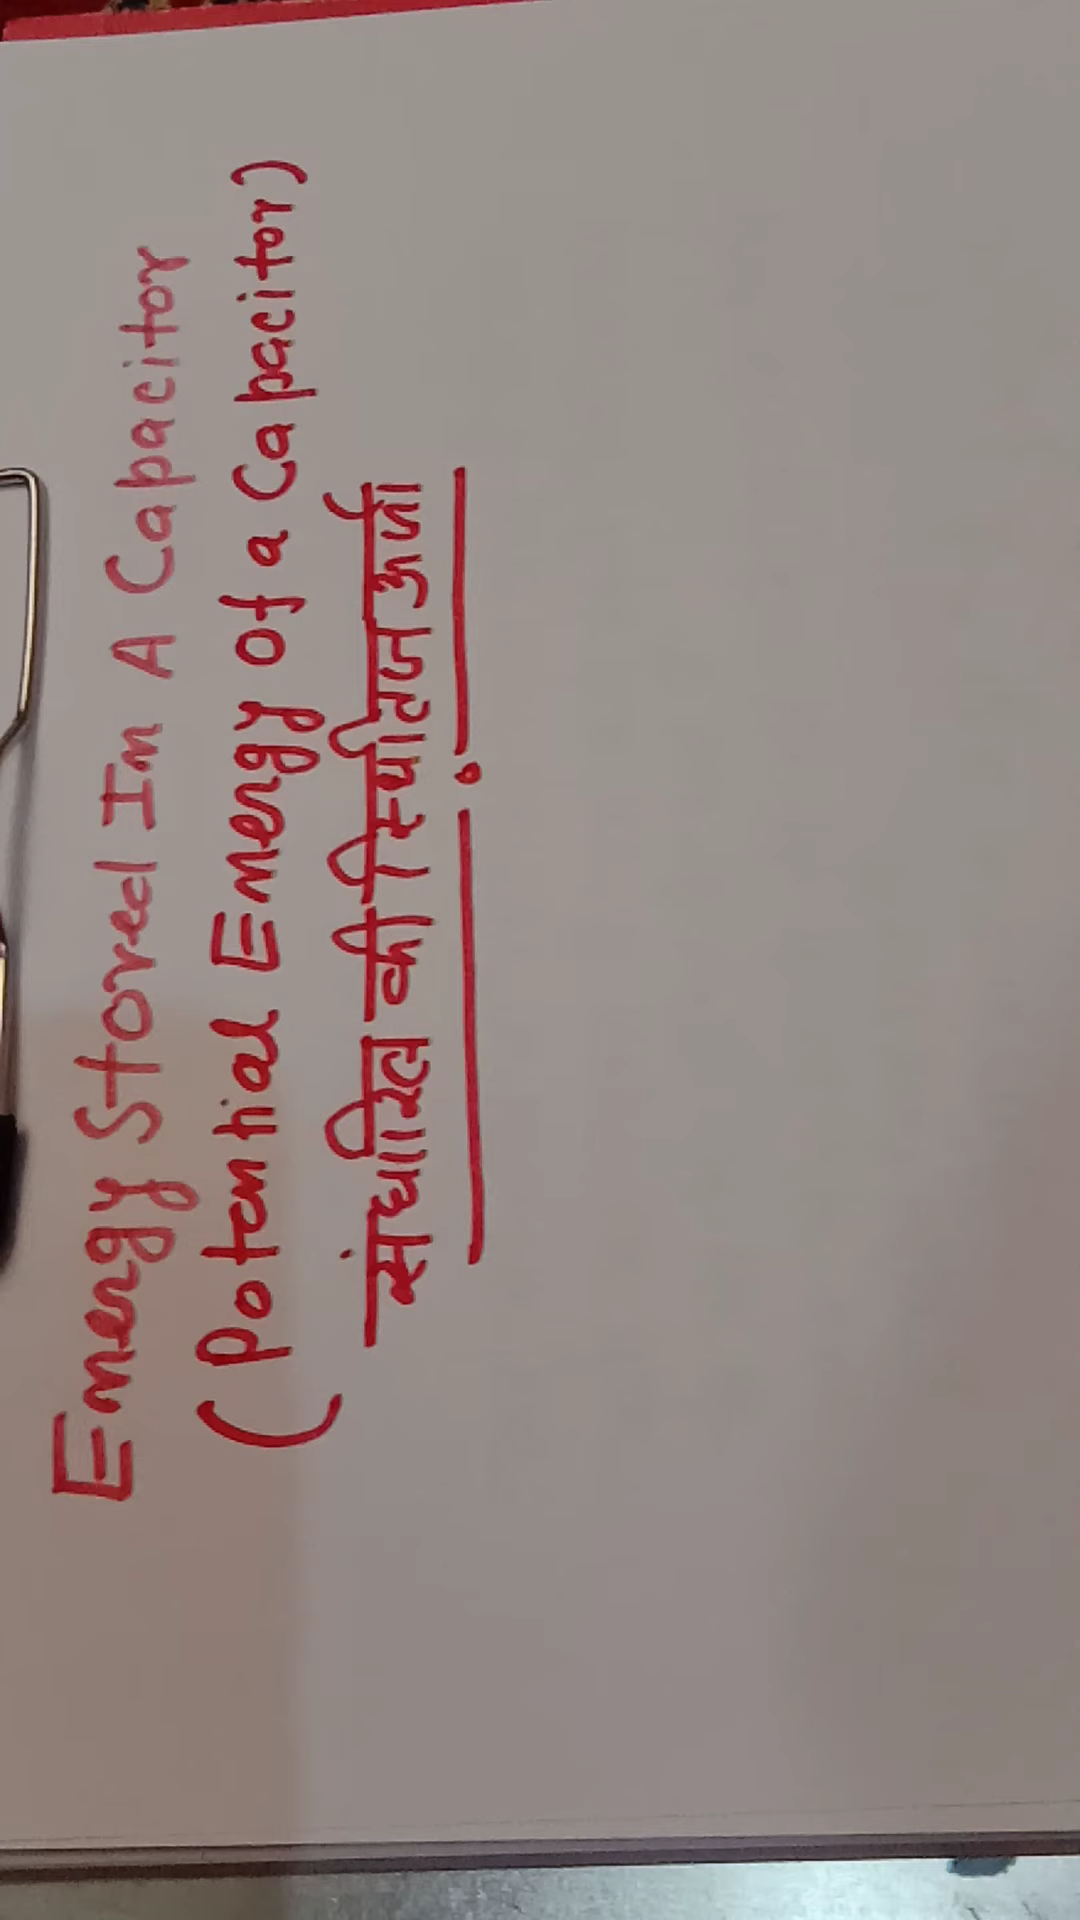 Energy Stored In A Capacitor
(Potential Energy of a Capacitor)
संधारित्र की स्थितिज ऊर्जा